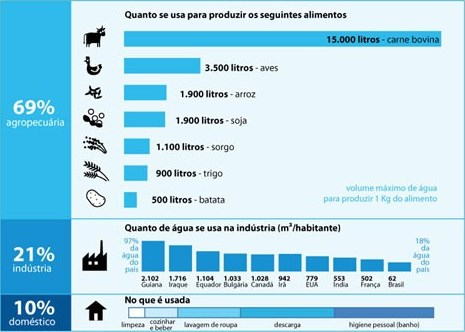 Quanto se usa para produzir os seguintes alimentos
15.000 litros - carne bovina
3.500 litros - aves
1.900 litros - arroz
69%
agropecuária
1.900 litros - soja
1.100 litros - sorgo
900 litros - trigo
500 litros - batata
volume máximo de água
para produzir 1 Kg do alimento
21%
indústria
Quanto de água se usa na indústria (m³/habitante)
97%
da
água
do
país
18%
da
água
do
país
2.102 1.716 1.104 1.033 1.028 942 779 553 502 62
Guiana Iraque Equador Bulgária Canadá Irã EUA Índia França Brasil
10%
doméstico
No que é usada
limpeza
cozinhar
e beber
lavagem de roupa
descarga
higiene pessoal (banho)